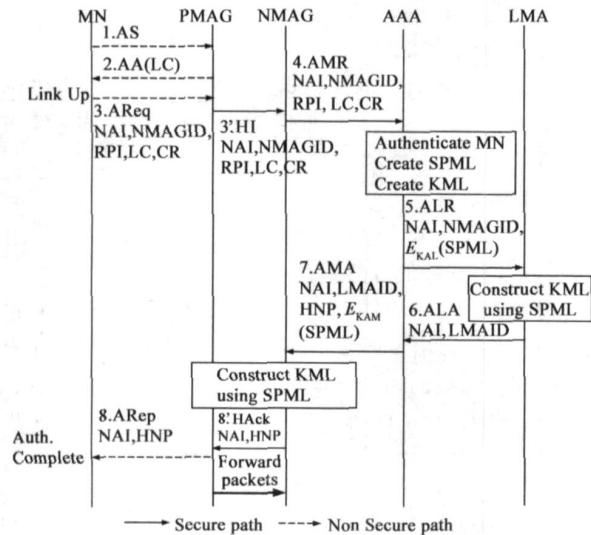 MN PMAG NMAG AAA LMA
1.AS
2.AA(LC)
Link Up
3.AReq
NAI,NMAGID,
RPI,LC,CR
3'.HI
NAI,NMAGID,
RPI,LC,CR
4.AMR
NAI,NMAGID,
RPI, LC,CR
Authenticate MN
Create SPML
Create KML
5.ALR
NAI,NMAGID,
E KAL (SPML)
Construct KML
using SPML
6.ALA
NAI,LMAID
7.AMA
NAI,LMAID,
HNP, E KAM
(SPML)
Construct KML
using SPML
8.ARep
NAI,HNP
8'.HAck
NAI,HNP
Auth.
Complete
Forward
packets
Secure path Non Secure path